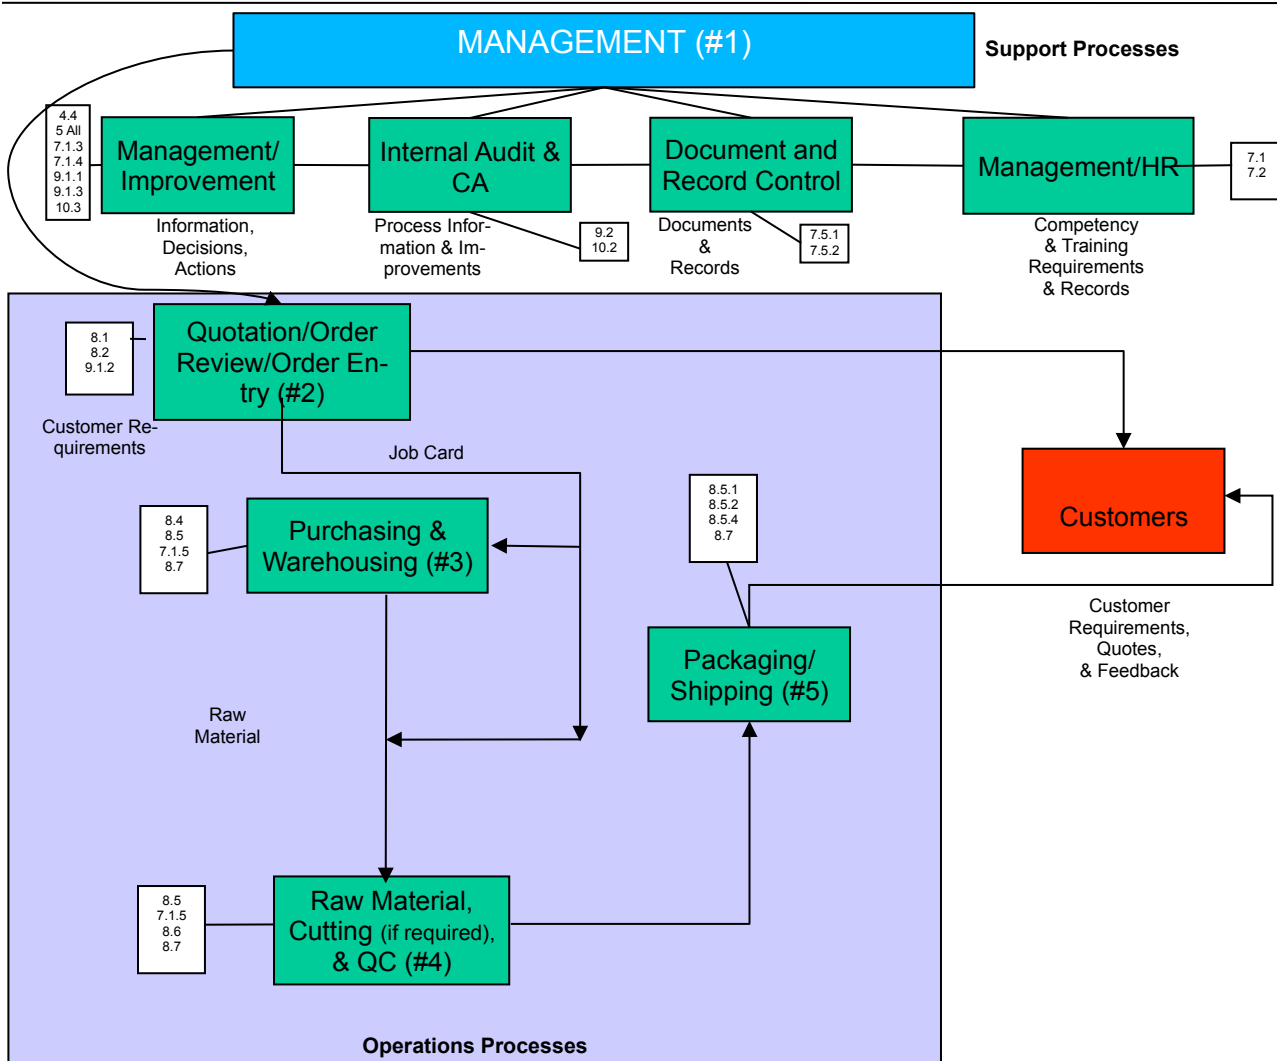 MANAGEMENT (#1)
Support Processes
4.4
5 All
7.1.3
7.1.4
9.1.1
9.1.3
10.3
Management/
Improvement
Internal Audit &
CA
Document and
Record Control
Management/HR
7.1
7.2
Information,
Decisions,
Actions
Process Infor-
mation & Im-
provements
9.2
10.2
Documents
&
Records
7.5.1
7.5.2
Competency
& Training
Requirements
& Records
8.1
8.2
9.1.2
Quotation/Order
Review/Order En-
try (#2)
Customer Re-
quirements
Job Card
8.4
8.5
7.1.5
8.7
Purchasing &
Warehousing (#3)
8.5.1
8.5.2
8.5.4
8.7
Customers
Customer
Requirements,
Quotes,
& Feedback
Packaging/
Shipping (#5)
Raw
Material
8.5
7.1.5
8.6
8.7
Raw Material,
Cutting (if required),
& QC (#4)
Operations Processes